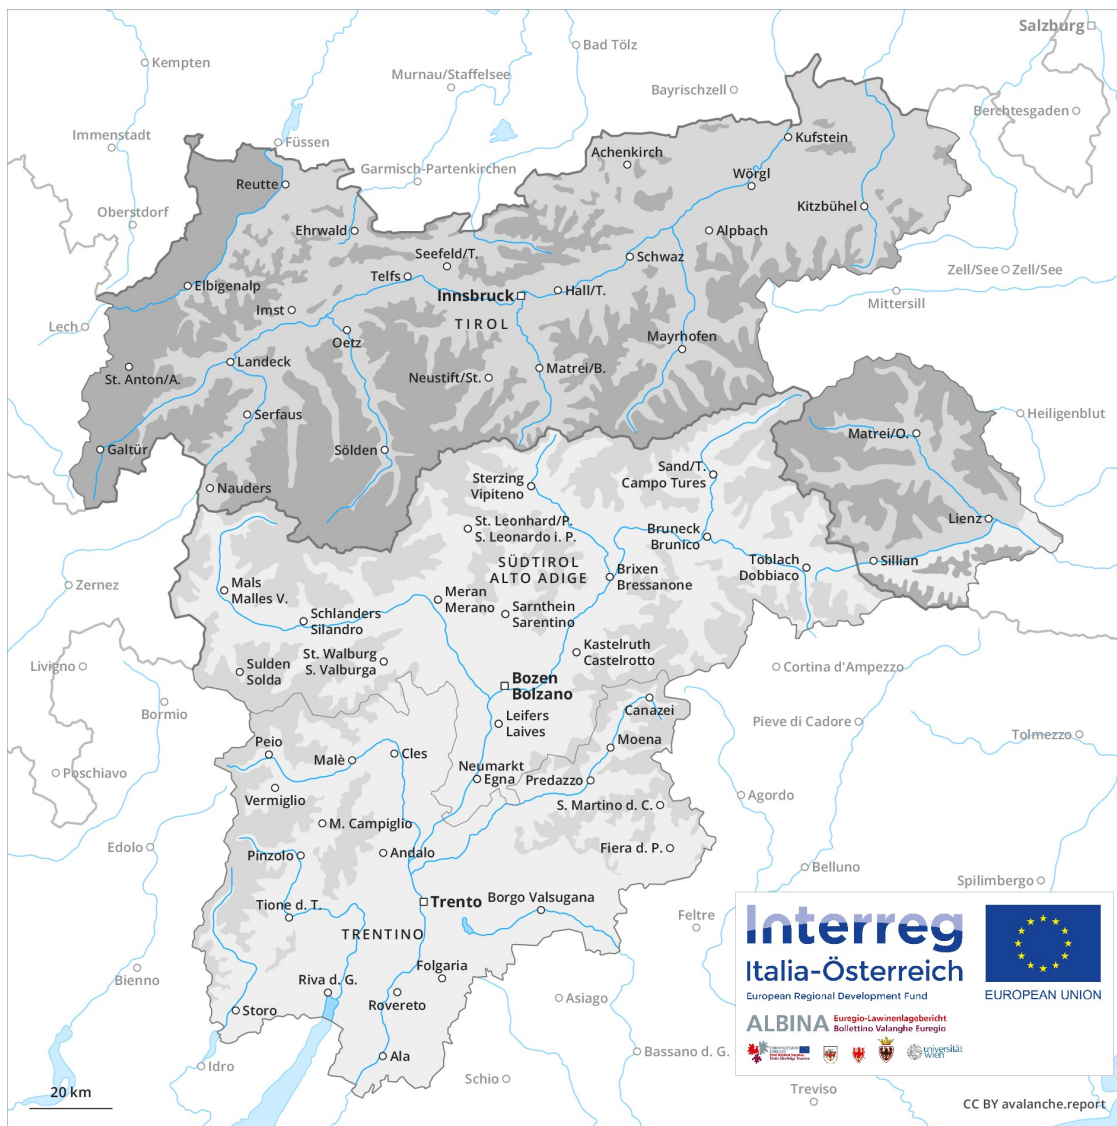 Salzburg
Bad Tölz
Kempten
Murnau/Staffelsee
Bayrischzell
Berchtesgaden
Immenstadt
Füssen
Kufstein
Achenkirch
Garmisch-Partenkirchen
Wörgl
Reutte
Oberstdorf
Kitzbühel
Ehrwald
Alpbach
Seefeld/T.
Schwaz
Telfs
Zell/See
Zell/See
Elbigenalp
Innsbruck
Hall/T.
Mittersill
Imst
TIROL
Lech
Oetz
Mayrhofen
Landeck
Matrei/B.
St. Anton/A.
Neustift/St.
Serfaus
Heiligenblut
Matrei/O.
Galtür
Sölden
Sand/T.
Campo Tures
Sterzing
Vipiteno
Nauders
St. Leonhard/P.
S. Leonardo i. P.
Lienz
Bruneck
Brunico
SÜDTIROL
ALTO ADIGE
Toblach
Dobbiaco
Sillian
Brixen
Bressanone
Zernez
Mals
Malles V.
Meran
Merano
Sarnthein
Sarentino
Schlanders
Silandro
Kastelruth
Castelrotto
St. Walburg
S. Valburga
Livigno
Sulden
Solda
Cortina d'Ampezzo
Bozen
Bolzano
Bormio
Canazei
Leifers
Laives
Pieve di Cadore
Tolmezzo
Moena
Peio
Malè
Cles
Neumarkt
Egna
Predazzo
Poschiavo
Vermiglio
S. Martino d. C.
Agordo
M. Campiglio
Edolo
Pinzolo
Andalo
Fiera d. P.
Belluno
Spilimbergo
Trento
Borgo Valsugana
Tione d. T.
Feltre
TRENTINO
Folgaria
Bienno
Riva d. G.
Rovereto
Asiago
Storo
Ala
Idro
Bassano d. G.
Schio
Treviso
20 km
Interreg
Italia-Österreich
European Regional Development Fund
EUROPEAN UNION
ALBINA
Euregio-Lawinenlagebericht
Bollettino Valanghe Euregio
universität
wien
CC BY avalanche.report